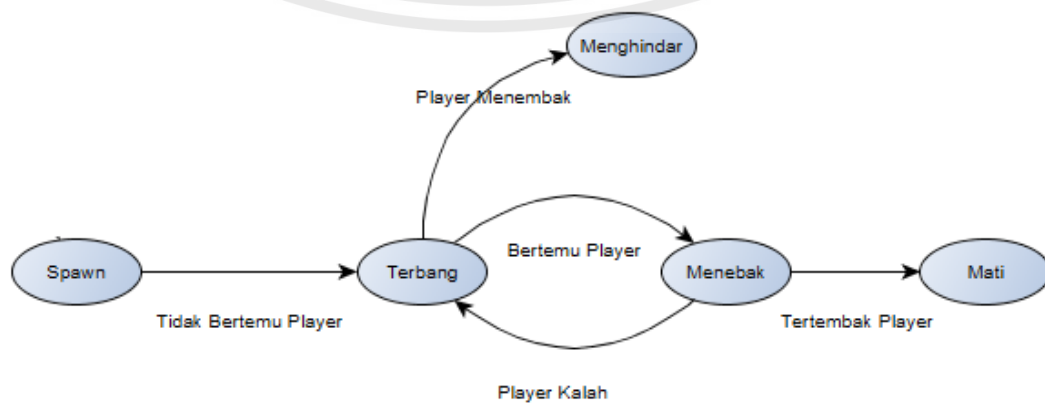 Menghindar
Player Menembak
Bertemu Player
Spawn
Terbang
Menebak
Mati
Tidak Bertemu Player
Tertembak Player
Player Kalah